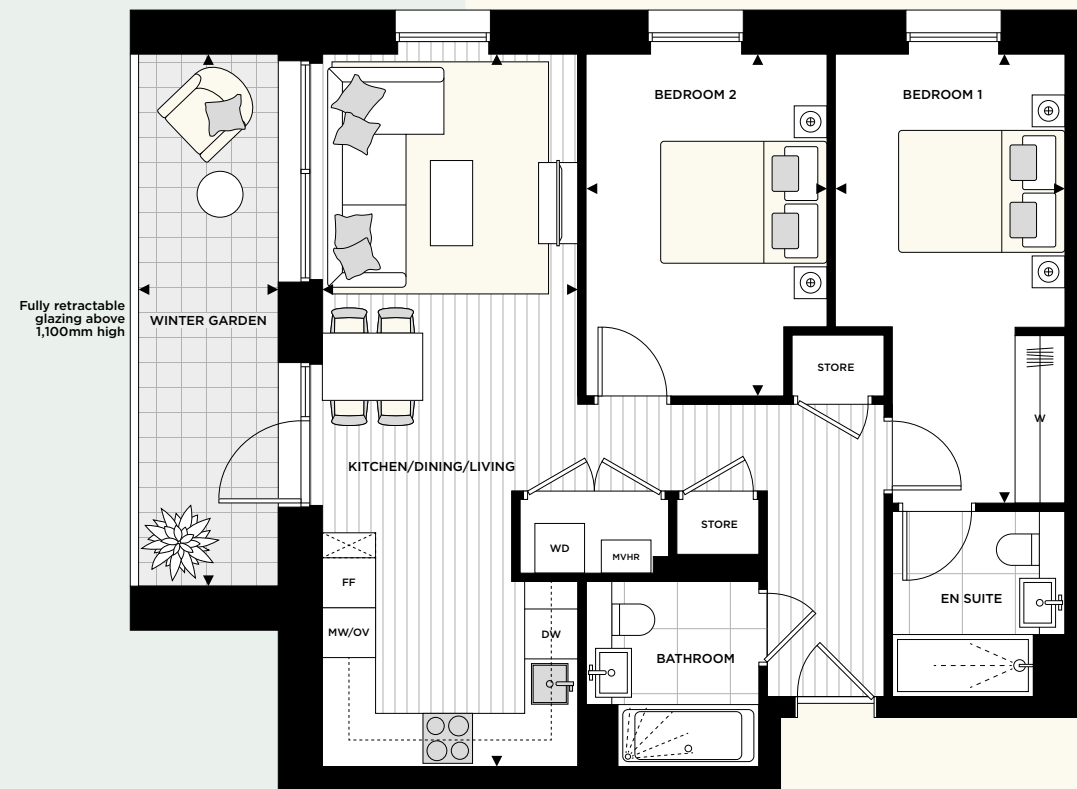 BEDROOM 2
BEDROOM 1
Fully retractable
glazing above
1,100mm high
WINTER GARDEN
STORE
W
KITCHEN/DINING/LIVING
STORE
WD
MVHR
FF
MW/OV
DW
BATHROOM
EN SUITE